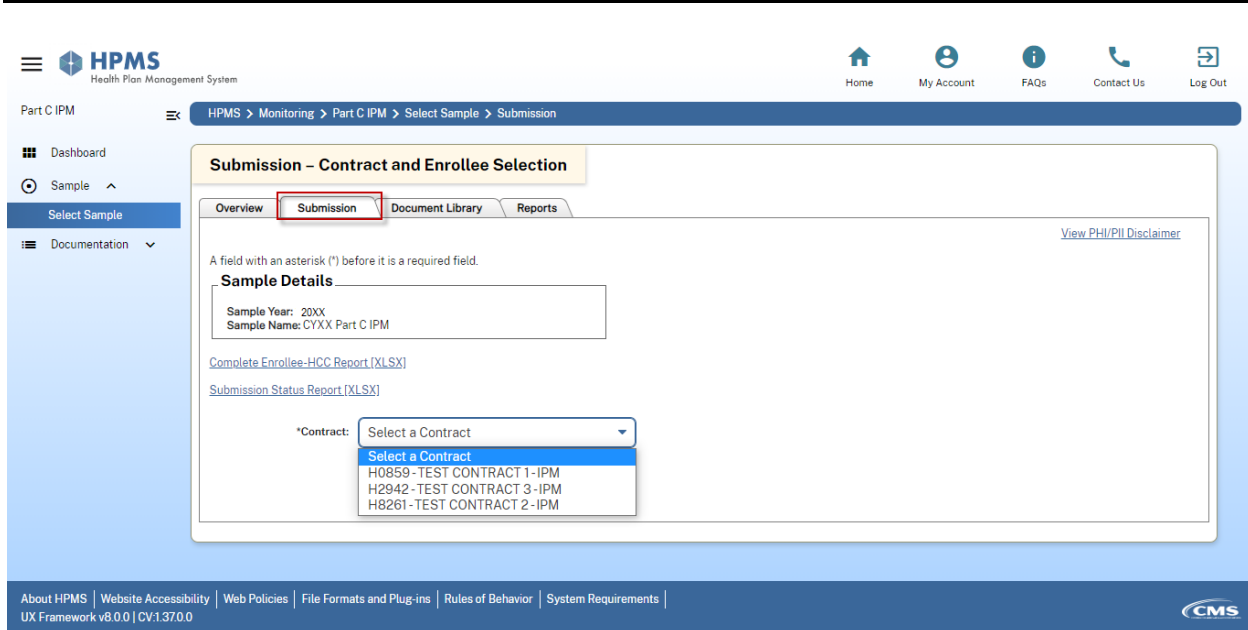 HPMS
Health Plan Management System
Home
My Account
FAQs
Contact Us
Log Out
Part C IPM
HPMS > Monitoring > Part C IPM > Select Sample > Submission
Dashboard
Sample
Select Sample
Documentation
Submission – Contract and Enrollee Selection
Overview
Submission
Document Library
Reports
View PHI/PII Disclaimer
A field with an asterisk (*) before it is a required field.
Sample Details
Sample Year: 20XX
Sample Name: CYXX Part C IPM
Complete Enrollee-HCC Report [XLSX]
Submission Status Report [XLSX]
*Contract: Select a Contract
Select a Contract
H0859-TEST CONTRACT 1-IPM
H2942-TEST CONTRACT 3-IPM
H8261-TEST CONTRACT 2-IPM
About HPMS | Website Accessibility | Web Policies | File Formats and Plug-ins | Rules of Behavior | System Requirements |
UX Framework v8.0.0 | CV:1.37.0.0
CMS